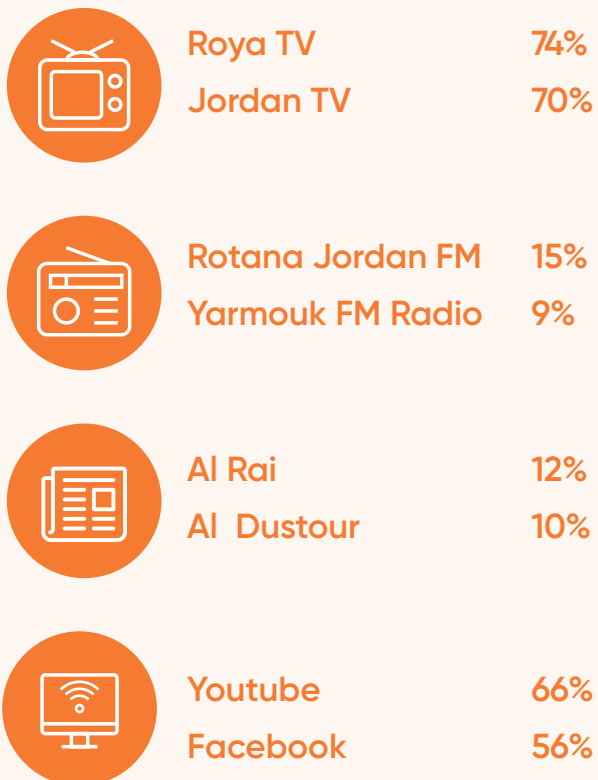 Roya TV 74%
Jordan TV 70%
Rotana Jordan FM 15%
Yarmouk FM Radio 9%
Al Rai 12%
Al Dustour 10%
Youtube 66%
Facebook 56%